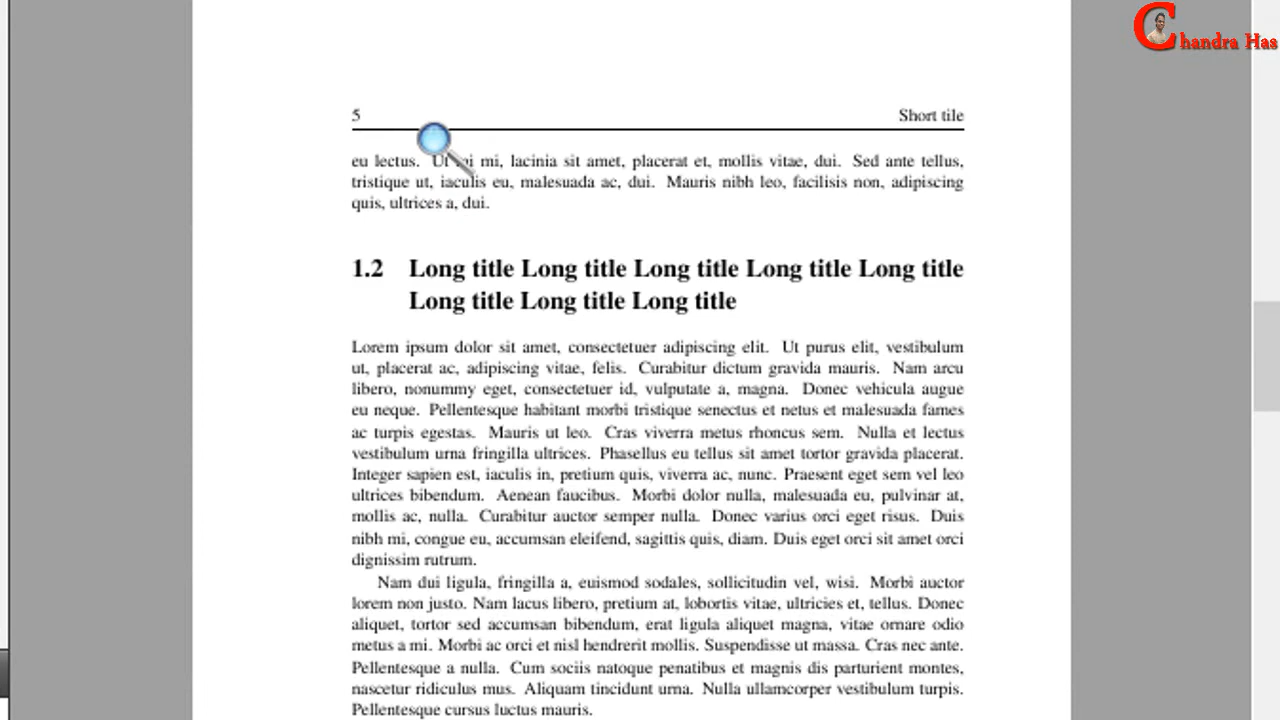 Chandra Has
5 Short tile
eu lectus. Ut mi, lacinia sit amet, placerat et, mollis vitae, dui. Sed ante tellus,
tristique ut, iaculis eu, malesuada ac, dui. Mauris nibh leo, facilisis non, adipiscing
quis, ultrices a, dui.
1.2 Long title Long title Long title Long title Long title
Long title Long title Long title
Lorem ipsum dolor sit amet, consectetuer adipiscing elit. Ut purus elit, vestibulum
ut, placerat ac, adipiscing vitae, felis. Curabitur dictum gravida mauris. Nam arcu
libero, nonummy eget, consectetuer id, vulputate a, magna. Donec vehicula augue
eu neque. Pellentesque habitant morbi tristique senectus et netus et malesuada fames
ac turpis egestas. Mauris ut leo. Cras viverra metus rhoncus sem. Nulla et lectus
vestibulum urna fringilla ultrices. Phasellus eu tellus sit amet tortor gravida placerat.
Integer sapien est, iaculis in, pretium quis, viverra ac, nunc. Praesent eget sem vel leo
ultrices bibendum. Aenean faucibus. Morbi dolor nulla, malesuada eu, pulvinar at,
mollis ac, nulla. Curabitur auctor semper nulla. Donec varius orci eget risus. Duis
nibh mi, congue eu, accumsan eleifend, sagittis quis, diam. Duis eget orci sit amet orci
dignissim rutrum.
Nam dui ligula, fringilla a, euismod sodales, sollicitudin vel, wisi. Morbi auctor
lorem non justo. Nam lacus libero, pretium at, lobortis vitae, ultricies et, tellus. Donec
aliquet, tortor sed accumsan bibendum, erat ligula aliquet magna, vitae ornare odio
metus a mi. Morbi ac orci et nisl hendrerit mollis. Suspendisse ut massa. Cras nec ante.
Pellentesque a nulla. Cum sociis natoque penatibus et magnis dis parturient montes,
nascetur ridiculus mus. Aliquam tincidunt urna. Nulla ullamcorper vestibulum turpis.
Pellentesque cursus luctus mauris.